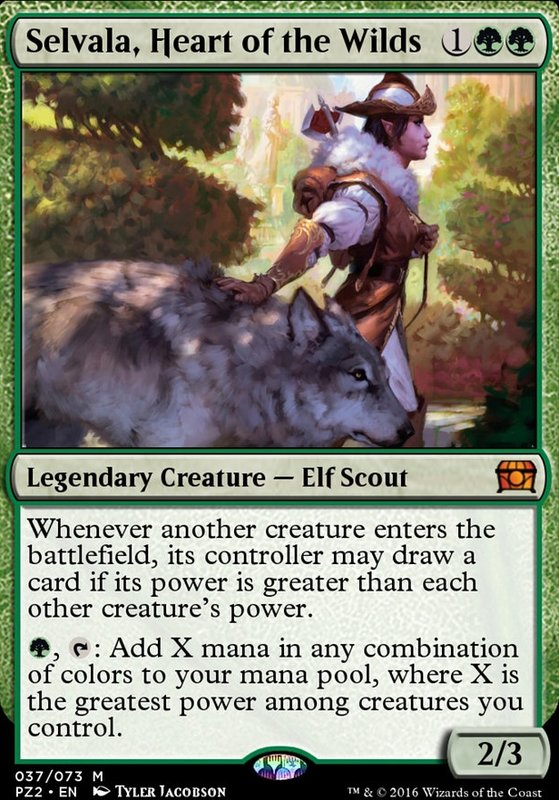 Selvala, Heart of the Wilds 1
Legendary Creature — Elf Scout
Whenever another creature enters the
battlefield, its controller may draw a
card if its power is greater than each
other creature's power.
, : Add X mana in any combination
of colors to your mana pool, where X is
the greatest power among creatures you
control.
2/3
037/073 M
PZ2 • EN Tyler Jacobson
™ & © 2016 Wizards of the Coast